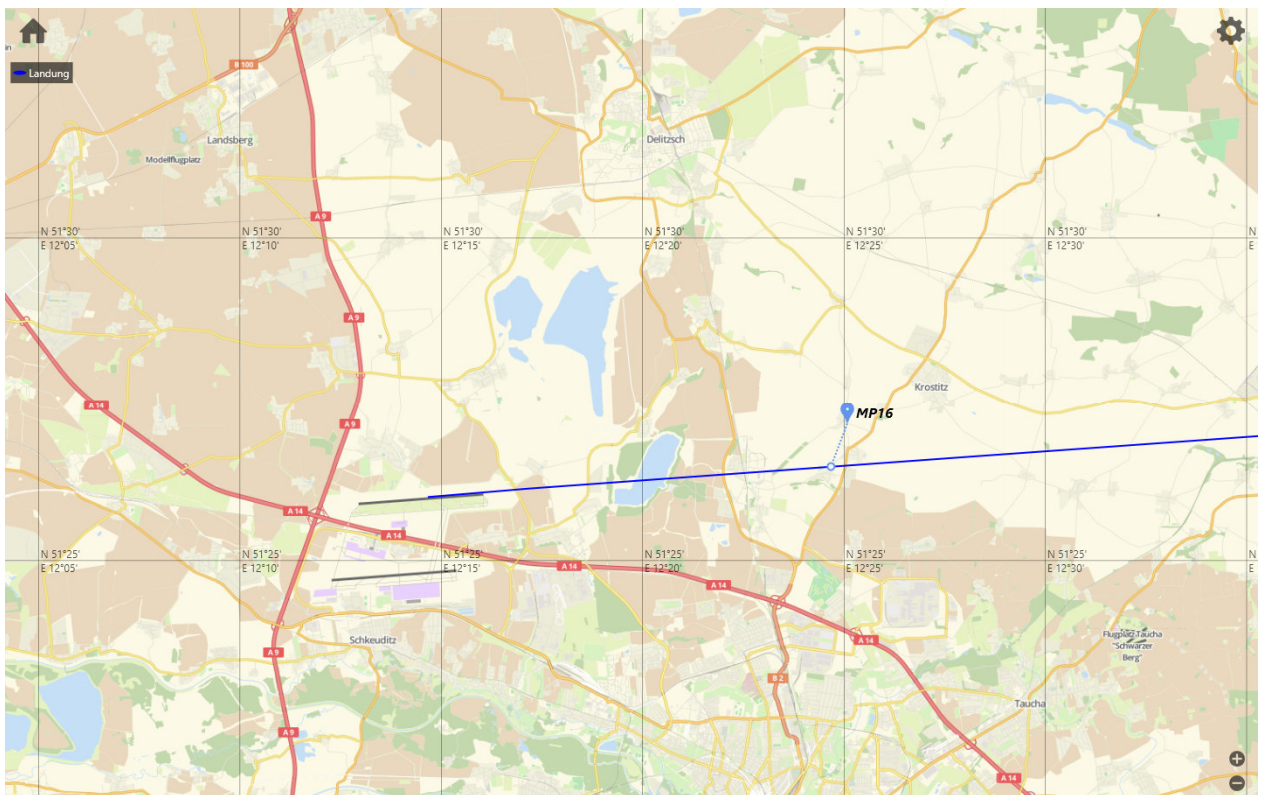 Landung
B 100
Landsberg
Modellflugplatz
Delitzsch
A 9
N 51°30'
E 12°05'
N 51°30'
E 12°10'
N 51°30'
E 12°15'
N 51°30'
E 12°20'
N 51°30'
E 12°25'
N 51°30'
E 12°30'
N
E
A 9
Krostitz
A 14
MP16
A 9
A 14
A 14
N 51°25'
E 12°05'
N 51°25'
E 12°10'
N 51°25'
E 12°15'
N 51°25'
E 12°20'
N 51°25'
E 12°25'
N 51°25'
E 12°30'
N
E
A 14
A 14
Schkeuditz
A 14
Flugplatz Taucha
"Schwarzer
Berg"
A 9
B 2
Taucha
A 9
A 14